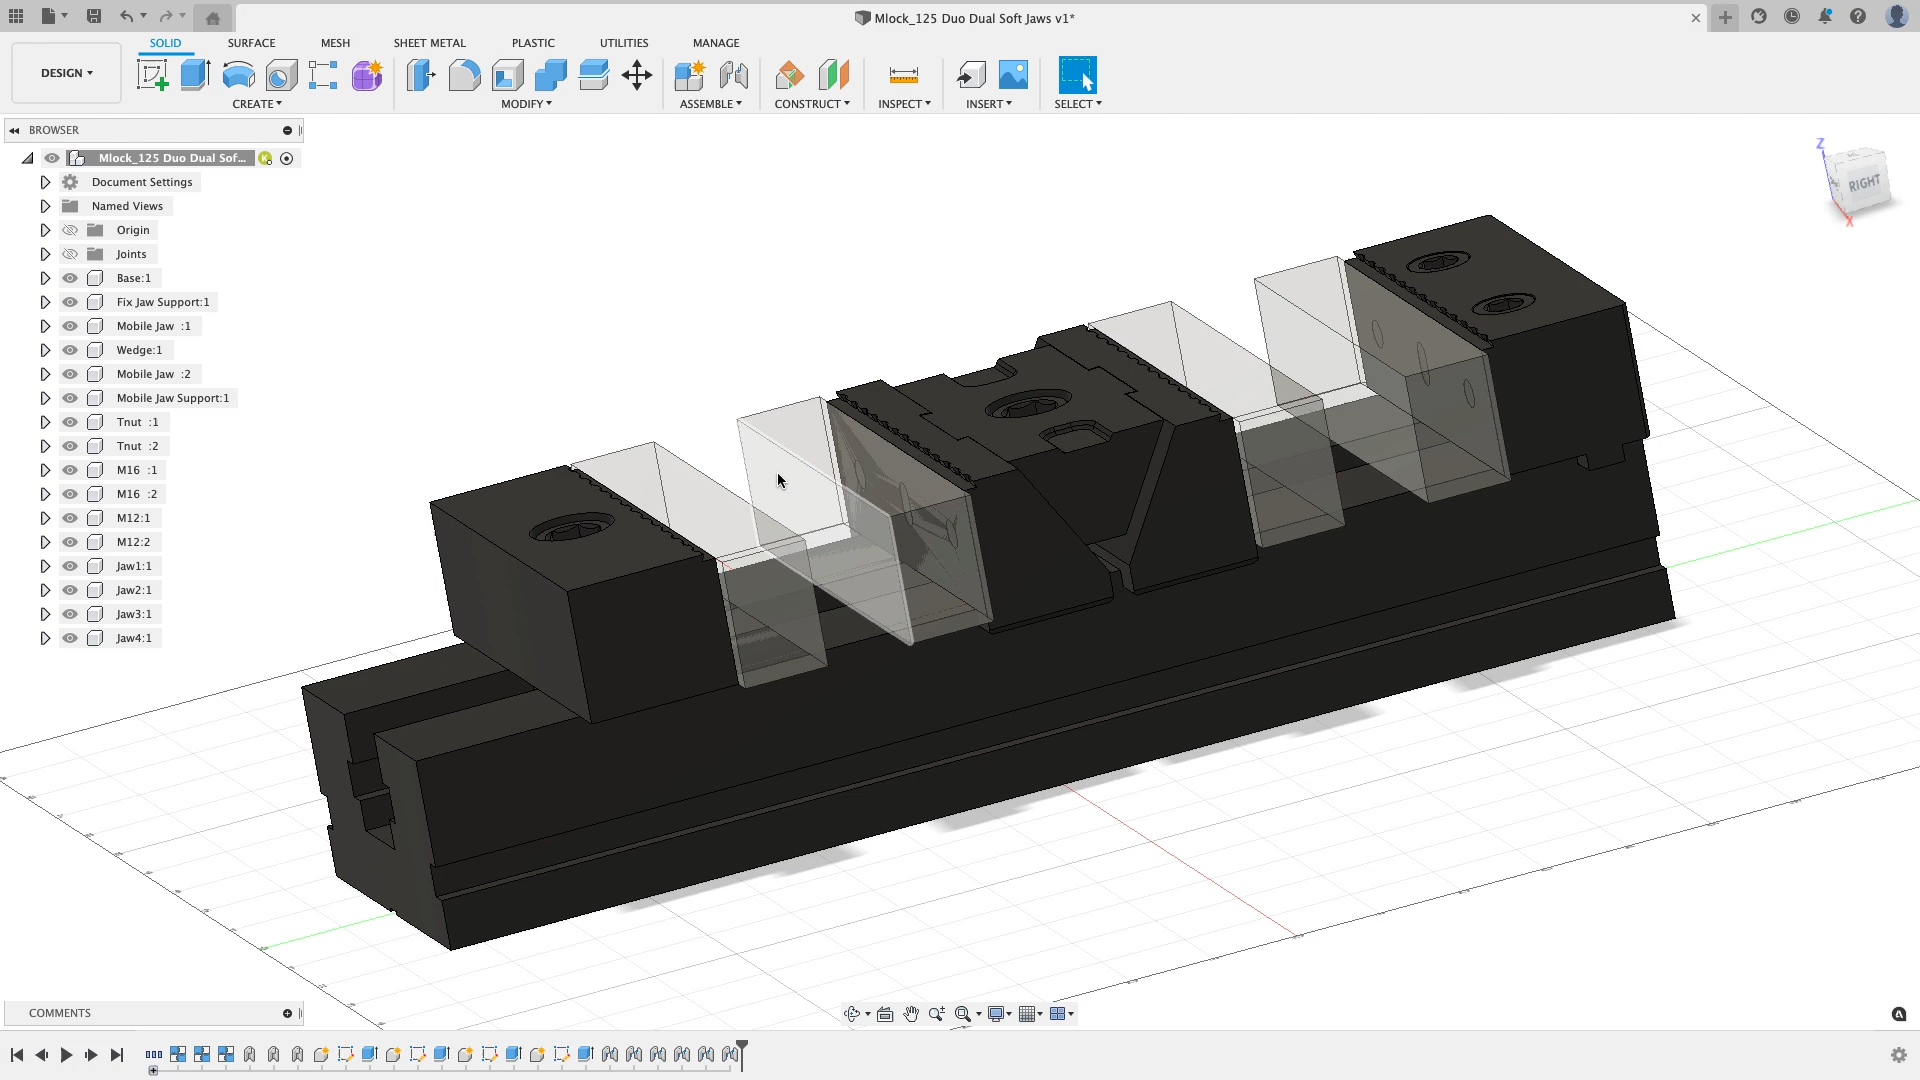 Mlock_125 Duo Dual Soft Jaws v1*
SOLID SURFACE MESH SHEET METAL PLASTIC UTILITIES MANAGE
DESIGN
CREATE MODIFY ASSEMBLE CONSTRUCT INSPECT INSERT SELECT
BROWSER
Mlock_125 Duo Dual Sof...
Document Settings
Named Views
Origin
Joints
Base:1
Fix Jaw Support:1
Mobile Jaw :1
Wedge:1
Mobile Jaw :2
Mobile Jaw Support:1
Tnut :1
Tnut :2
M16 :1
M16 :2
M12:1
M12:2
Jaw1:1
Jaw2:1
Jaw3:1
Jaw4:1
Z
RIGHT
X
COMMENTS